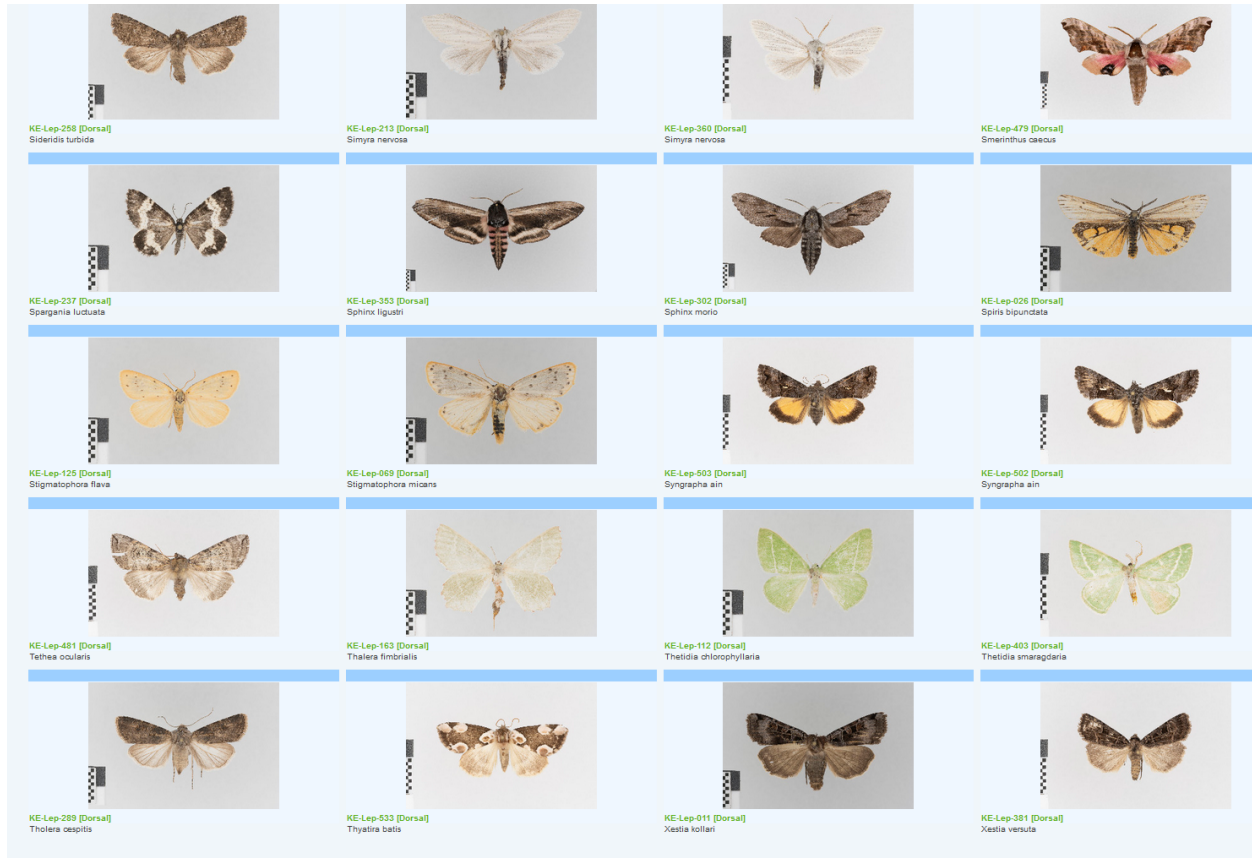 KE-Lep-258 [Dorsal]
Sideridis turbida
KE-Lep-213 [Dorsal]
Simyra nervosa
KE-Lep-360 [Dorsal]
Simyra nervosa
KE-Lep-479 [Dorsal]
Smerinthus caecus
KE-Lep-237 [Dorsal]
Spargania luctuata
KE-Lep-353 [Dorsal]
Sphinx ligustri
KE-Lep-302 [Dorsal]
Sphinx morio
KE-Lep-026 [Dorsal]
Spiris bipunctata
KE-Lep-125 [Dorsal]
Stigmatophora flava
KE-Lep-069 [Dorsal]
Stigmatophora micans
KE-Lep-503 [Dorsal]
Syngrapha ain
KE-Lep-502 [Dorsal]
Syngrapha ain
KE-Lep-481 [Dorsal]
Tethea ocularis
KE-Lep-163 [Dorsal]
Thalera fimbrialis
KE-Lep-112 [Dorsal]
Thetidia chlorophyllaria
KE-Lep-403 [Dorsal]
Thetidia smaragdaria
KE-Lep-289 [Dorsal]
Tholera cespitis
KE-Lep-533 [Dorsal]
Thyatira batis
KE-Lep-011 [Dorsal]
Xestia kollari
KE-Lep-381 [Dorsal]
Xestia versuta